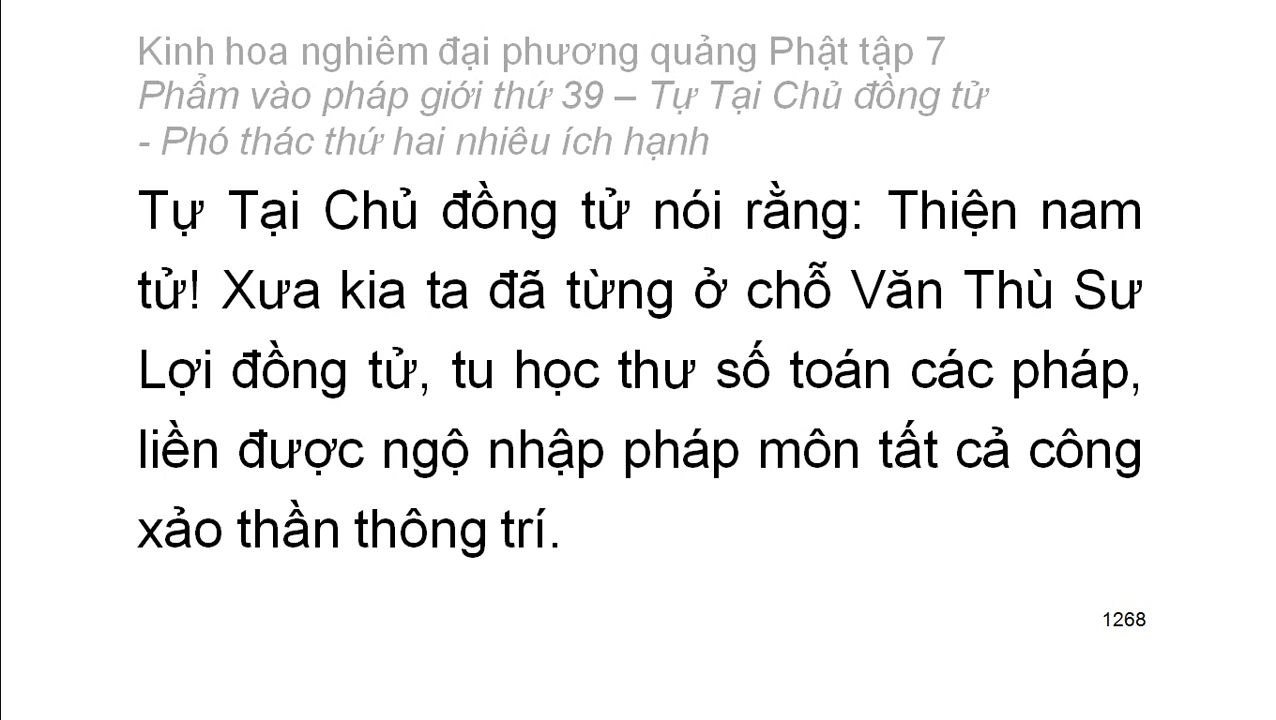 Kinh hoa nghiêm đại phương quảng Phật tập 7
Phẩm vào pháp giới thứ 39 – Tự Tại Chủ đồng tử
- Phó thác thứ hai nhiêu ích hạnh
Tự Tại Chủ đồng tử nói rằng: Thiện nam
tử! Xưa kia ta đã từng ở chỗ Văn Thù Sư
Lợi đồng tử, tu học thư số toán các pháp,
liền được ngộ nhập pháp môn tất cả công
xảo thần thông trí.
1268